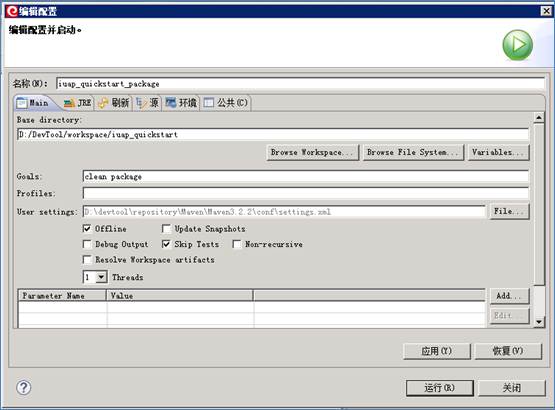 编辑配置
编辑配置并启动。
名称(N): iuap_quickstart_package
Main JRE 刷新 源 环境 公共(C)
Base directory:
D:/DevTool/workspace/iuap_quickstart
Browse Workspace... Browse File System... Variables...
Goals: clean package
Profiles:
User settings: D:\devtool\repository\Maven\Maven3.2.2\conf\settings.xml File...
Offline Update Snapshots
Debug Output Skip Tests Non-recursive
Resolve Workspace artifacts
1 Threads
Parameter Name Value Add...
Edit...
应用(Y) 恢复(V)
运行(R) 关闭